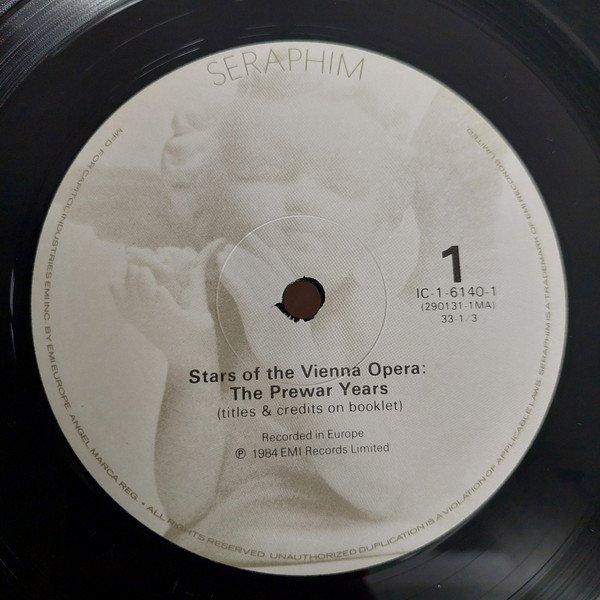 SERAPHIM
1
IC-1-6140-1
(290131-1MA)
33-1/3
Stars of the Vienna Opera:
The Prewar Years
(titles & credits on booklet)
Recorded in Europe
℗ 1984 EMI Records Limited
MFD. FOR CAPITOL INDUSTRIES EMI INC. BY EMI EUROPE. ANGEL MARCA REG. • ALL RIGHTS RESERVED. UNAUTHORIZED DUPLICATION IS A VIOLATION OF APPLICABLE LAWS. SERAPHIM IS A TRADEMARK OF EMI RECORDS LIMITED.